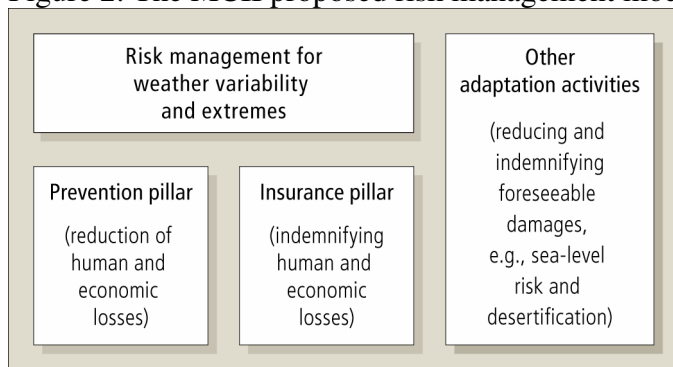 Risk management for
weather variability
and extremes
Prevention pillar
(reduction of
human and
economic
losses)
Insurance pillar
(indemnifying
human and
economic
losses)
Other
adaptation activities
(reducing and
indemnifying
foreseeable
damages,
e.g., sea-level
risk and
desertification)